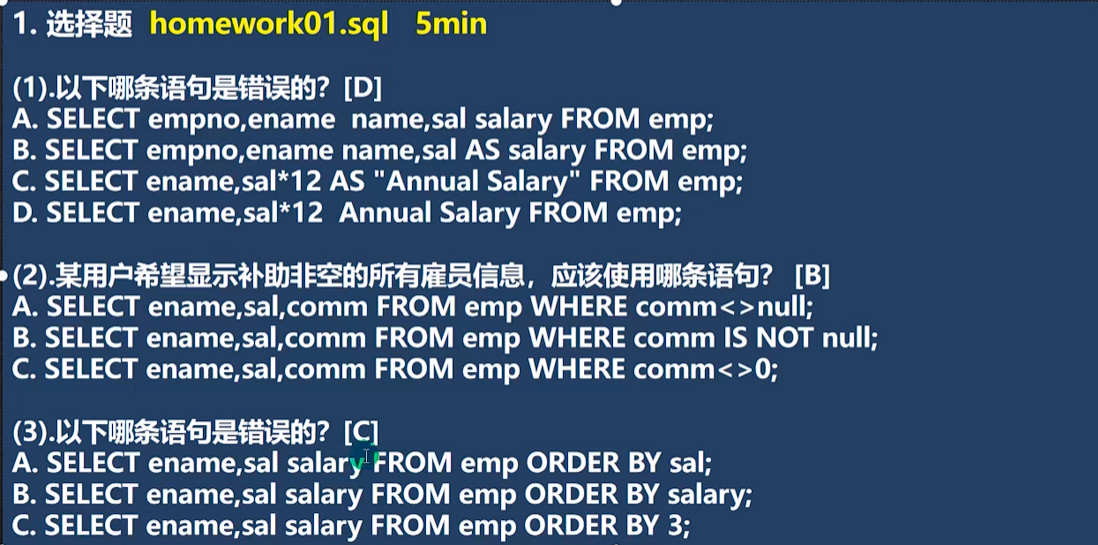 1. 选择题 homework01.sql 5min
(1).以下哪条语句是错误的? [D]
A. SELECT empno,ename name,sal salary FROM emp;
B. SELECT empno,ename name,sal AS salary FROM emp;
C. SELECT ename,sal*12 AS "Annual Salary" FROM emp;
D. SELECT ename,sal*12 Annual Salary FROM emp;
(2).某用户希望显示补助非空的所有雇员信息，应该使用哪条语句? [B]
A. SELECT ename,sal,comm FROM emp WHERE comm<>null;
B. SELECT ename,sal,comm FROM emp WHERE comm IS NOT null;
C. SELECT ename,sal,comm FROM emp WHERE comm<>0;
(3).以下哪条语句是错误的? [C]
A. SELECT ename,sal salary FROM emp ORDER BY sal;
B. SELECT ename,sal salary FROM emp ORDER BY salary;
C. SELECT ename,sal salary FROM emp ORDER BY 3;